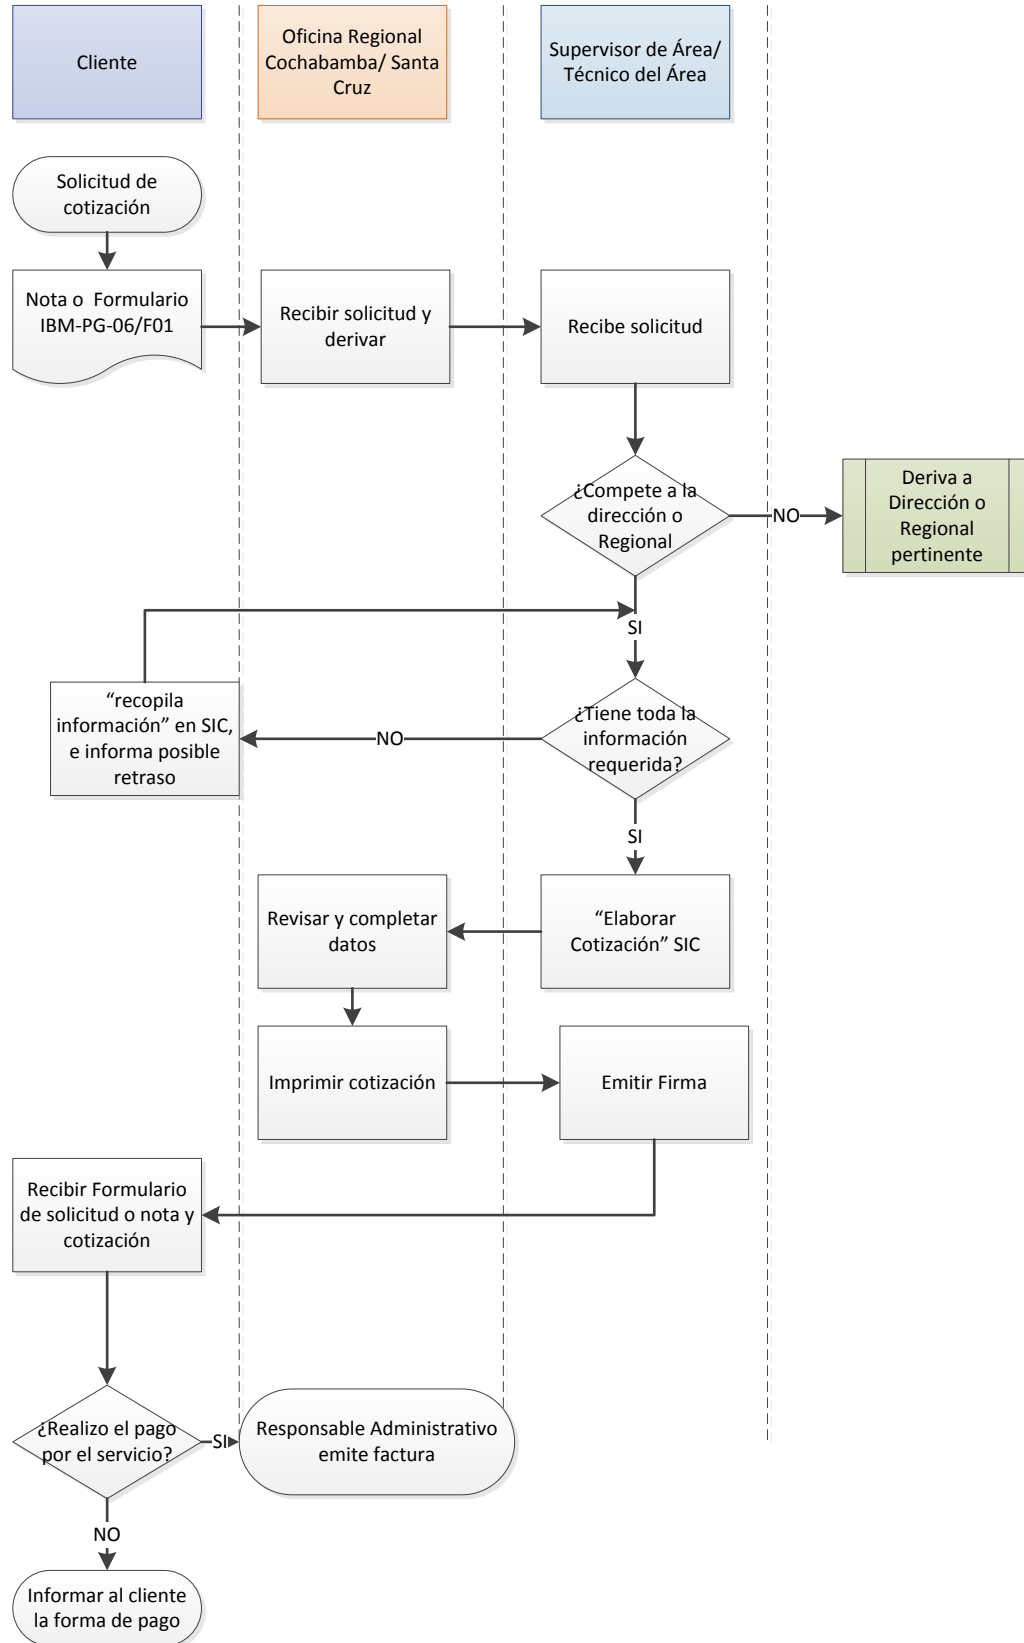 Cliente
Oficina Regional
Cochabamba/ Santa
Cruz
Supervisor de Área/
Técnico del Área
Solicitud de
cotización
Nota o  Formulario
IBM-PG-06/F01
Recibir solicitud y
derivar
Recibe solicitud
¿Compete a la
dirección o
Regional
NO
Deriva a
Dirección o
Regional
pertinente
SI
“recopila
información” en SIC,
e informa posible
retraso
NO
¿Tiene toda la
información
requerida?
SI
Revisar y completar
datos
“Elaborar
Cotización” SIC
Imprimir cotización
Emitir Firma
Recibir Formulario
de solicitud o nota y
cotización
¿Realizo el pago
por el servicio?
SI
Responsable Administrativo
emite factura
NO
Informar al cliente
la forma de pago